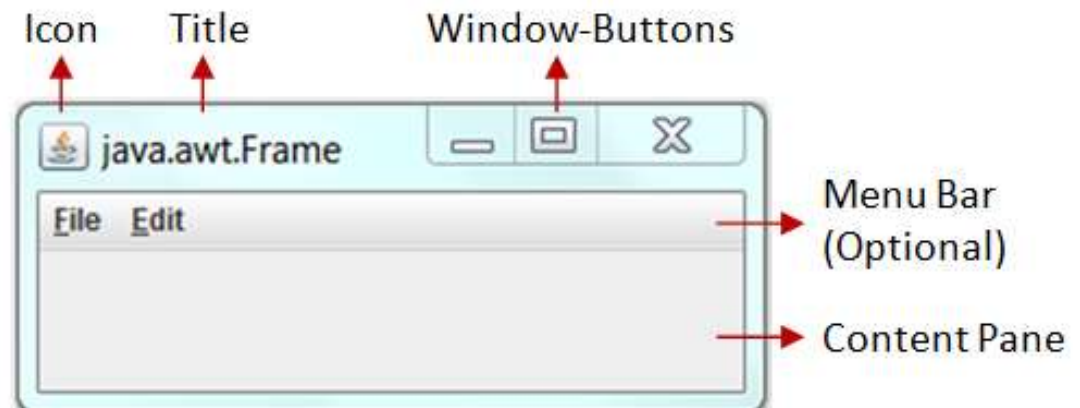 Icon Title Window-Buttons
java.awt.Frame
File Edit
Menu Bar
(Optional)
Content Pane